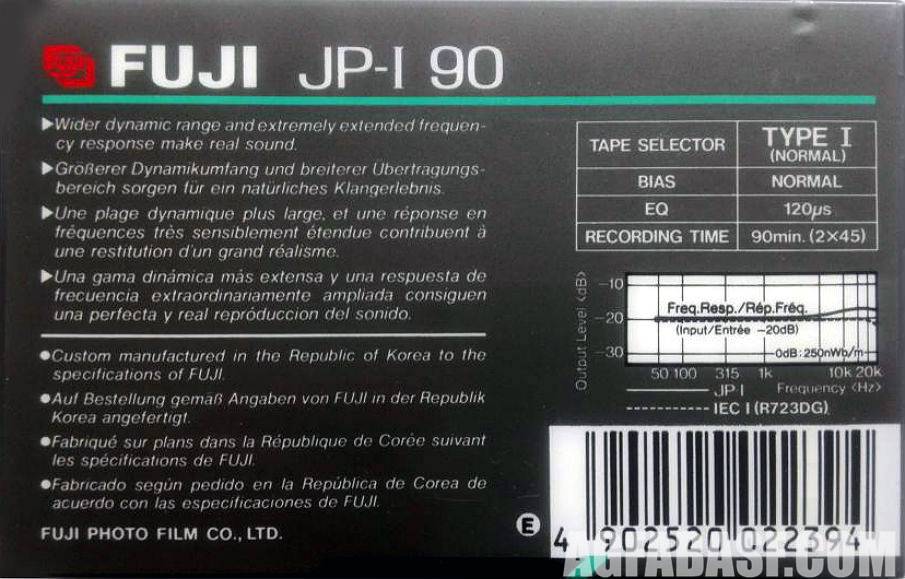 FUJI JP-I 90
▶Wider dynamic range and extremely extended frequen-
cy response make real sound.
▶Größerer Dynamikumfang und breiterer Übertragungs-
bereich sorgen für ein natürliches Klangerlebnis.
▶Une plage dynamique plus large, et une réponse en
fréquences très sensiblement étendue contribuent à
une restitution d'un grand réalisme.
▶Una gama dinámica más extensa y una respuesta de
frecuencia extraordinariamente ampliada consiguen
una perfecta y real repróduccion del sonido.
●Custom manufactured in the Republic of Korea to the
specifications of FUJI.
●Auf Bestellung gemäß Angaben von FUJI in der Republik
Korea angefertigt.
●Fabriqué sur plans dans la République de Corée suivant
les spécifications de FUJI.
●Fabricado según pedido en la República de Corea de
acuerdo con las especificaciones de FUJI.
FUJI PHOTO FILM CO., LTD.
TAPE SELECTOR TYPE I
(NORMAL)
BIAS NORMAL
EQ 120μs
RECORDING TIME 90min. (2×45)
Output Level <dB>
-10
-20
-30
Freq.Resp./Rép.Fréq.
(Input/Entrée -20dB)
0dB:250nWb/m
50 100 315 1k 10k 20k
JP-I Frequency <Hz>
IEC I (R723DG)
E
4 902520 022394
AGFABASF.COM